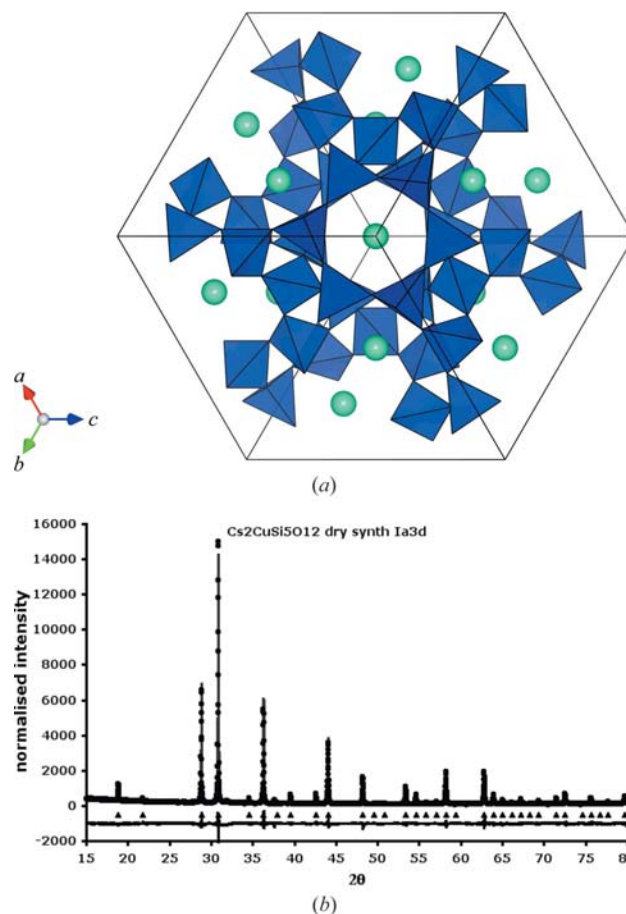 a
b
c
(a)
16000
14000
12000
10000
8000
6000
4000
2000
0
-2000
normalised intensity
Cs2CuSi5O12 dry synth Ia3d
15 20 25 30 35 40 45 50 55 60 65 70 75 80
2θ
(b)